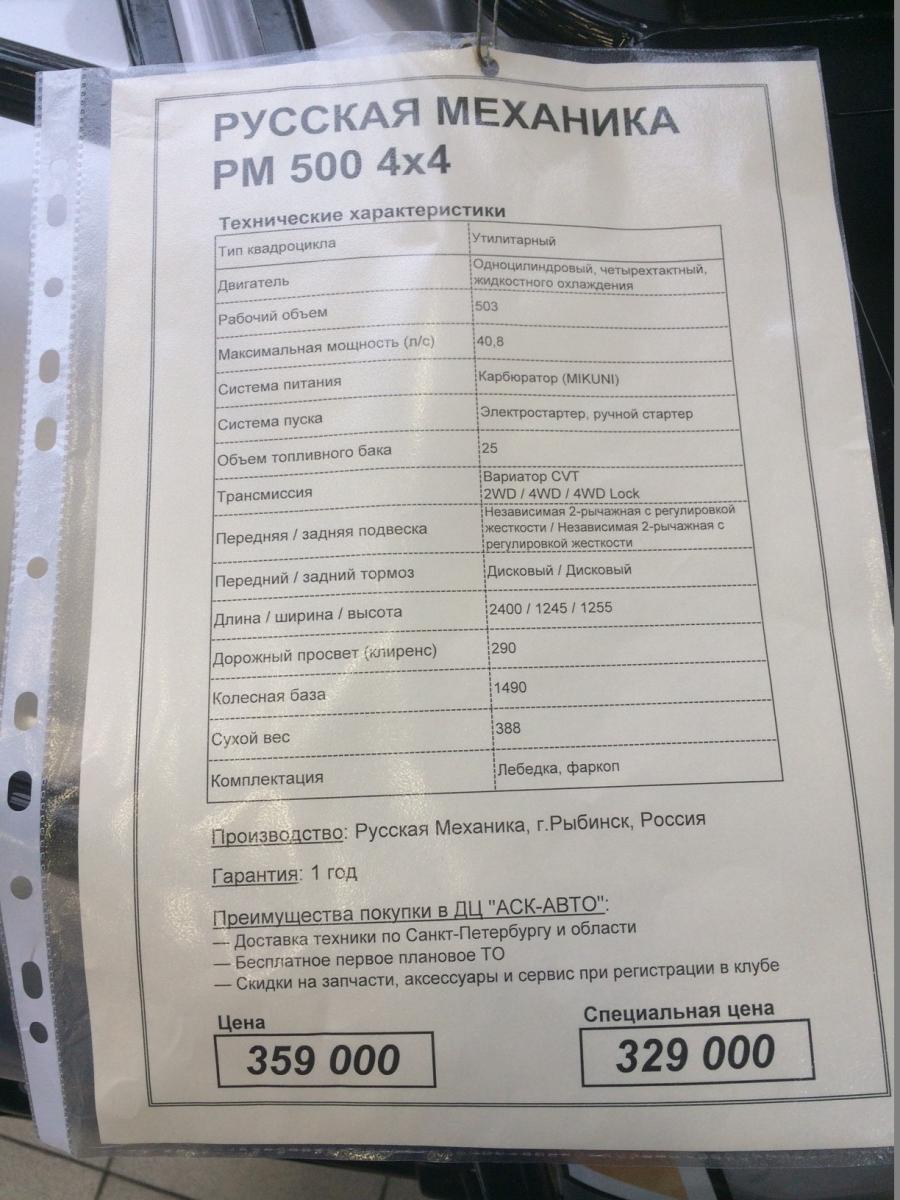 РУССКАЯ МЕХАНИКА
РМ 500 4х4
Технические характеристики
Тип квадроцикла
Утилитарный
Двигатель
Одноцилиндровый, четырехтактный,
жидкостного охлаждения
Рабочий объем
503
Максимальная мощность (л/с)
40,8
Система питания
Карбюратор (MIKUNI)
Система пуска
Электростартер, ручной стартер
Объем топливного бака
25
Трансмиссия
Вариатор CVT
2WD / 4WD / 4WD Lock
Передняя / задняя подвеска
Независимая 2-рычажная с регулировкой
жесткости / Независимая 2-рычажная с
регулировкой жесткости
Передний / задний тормоз
Дисковый / Дисковый
Длина / ширина / высота
2400 / 1245 / 1255
Дорожный просвет (клиренс)
290
Колесная база
1490
Сухой вес
388
Комплектация
Лебедка, фаркоп
Производство: Русская Механика, г.Рыбинск, Россия
Гарантия: 1 год
Преимущества покупки в ДЦ "АСК-АВТО":
— Доставка техники по Санкт-Петербургу и области
— Бесплатное первое плановое ТО
— Скидки на запчасти, аксессуары и сервис при регистрации в клубе
Цена
359 000
Специальная цена
329 000